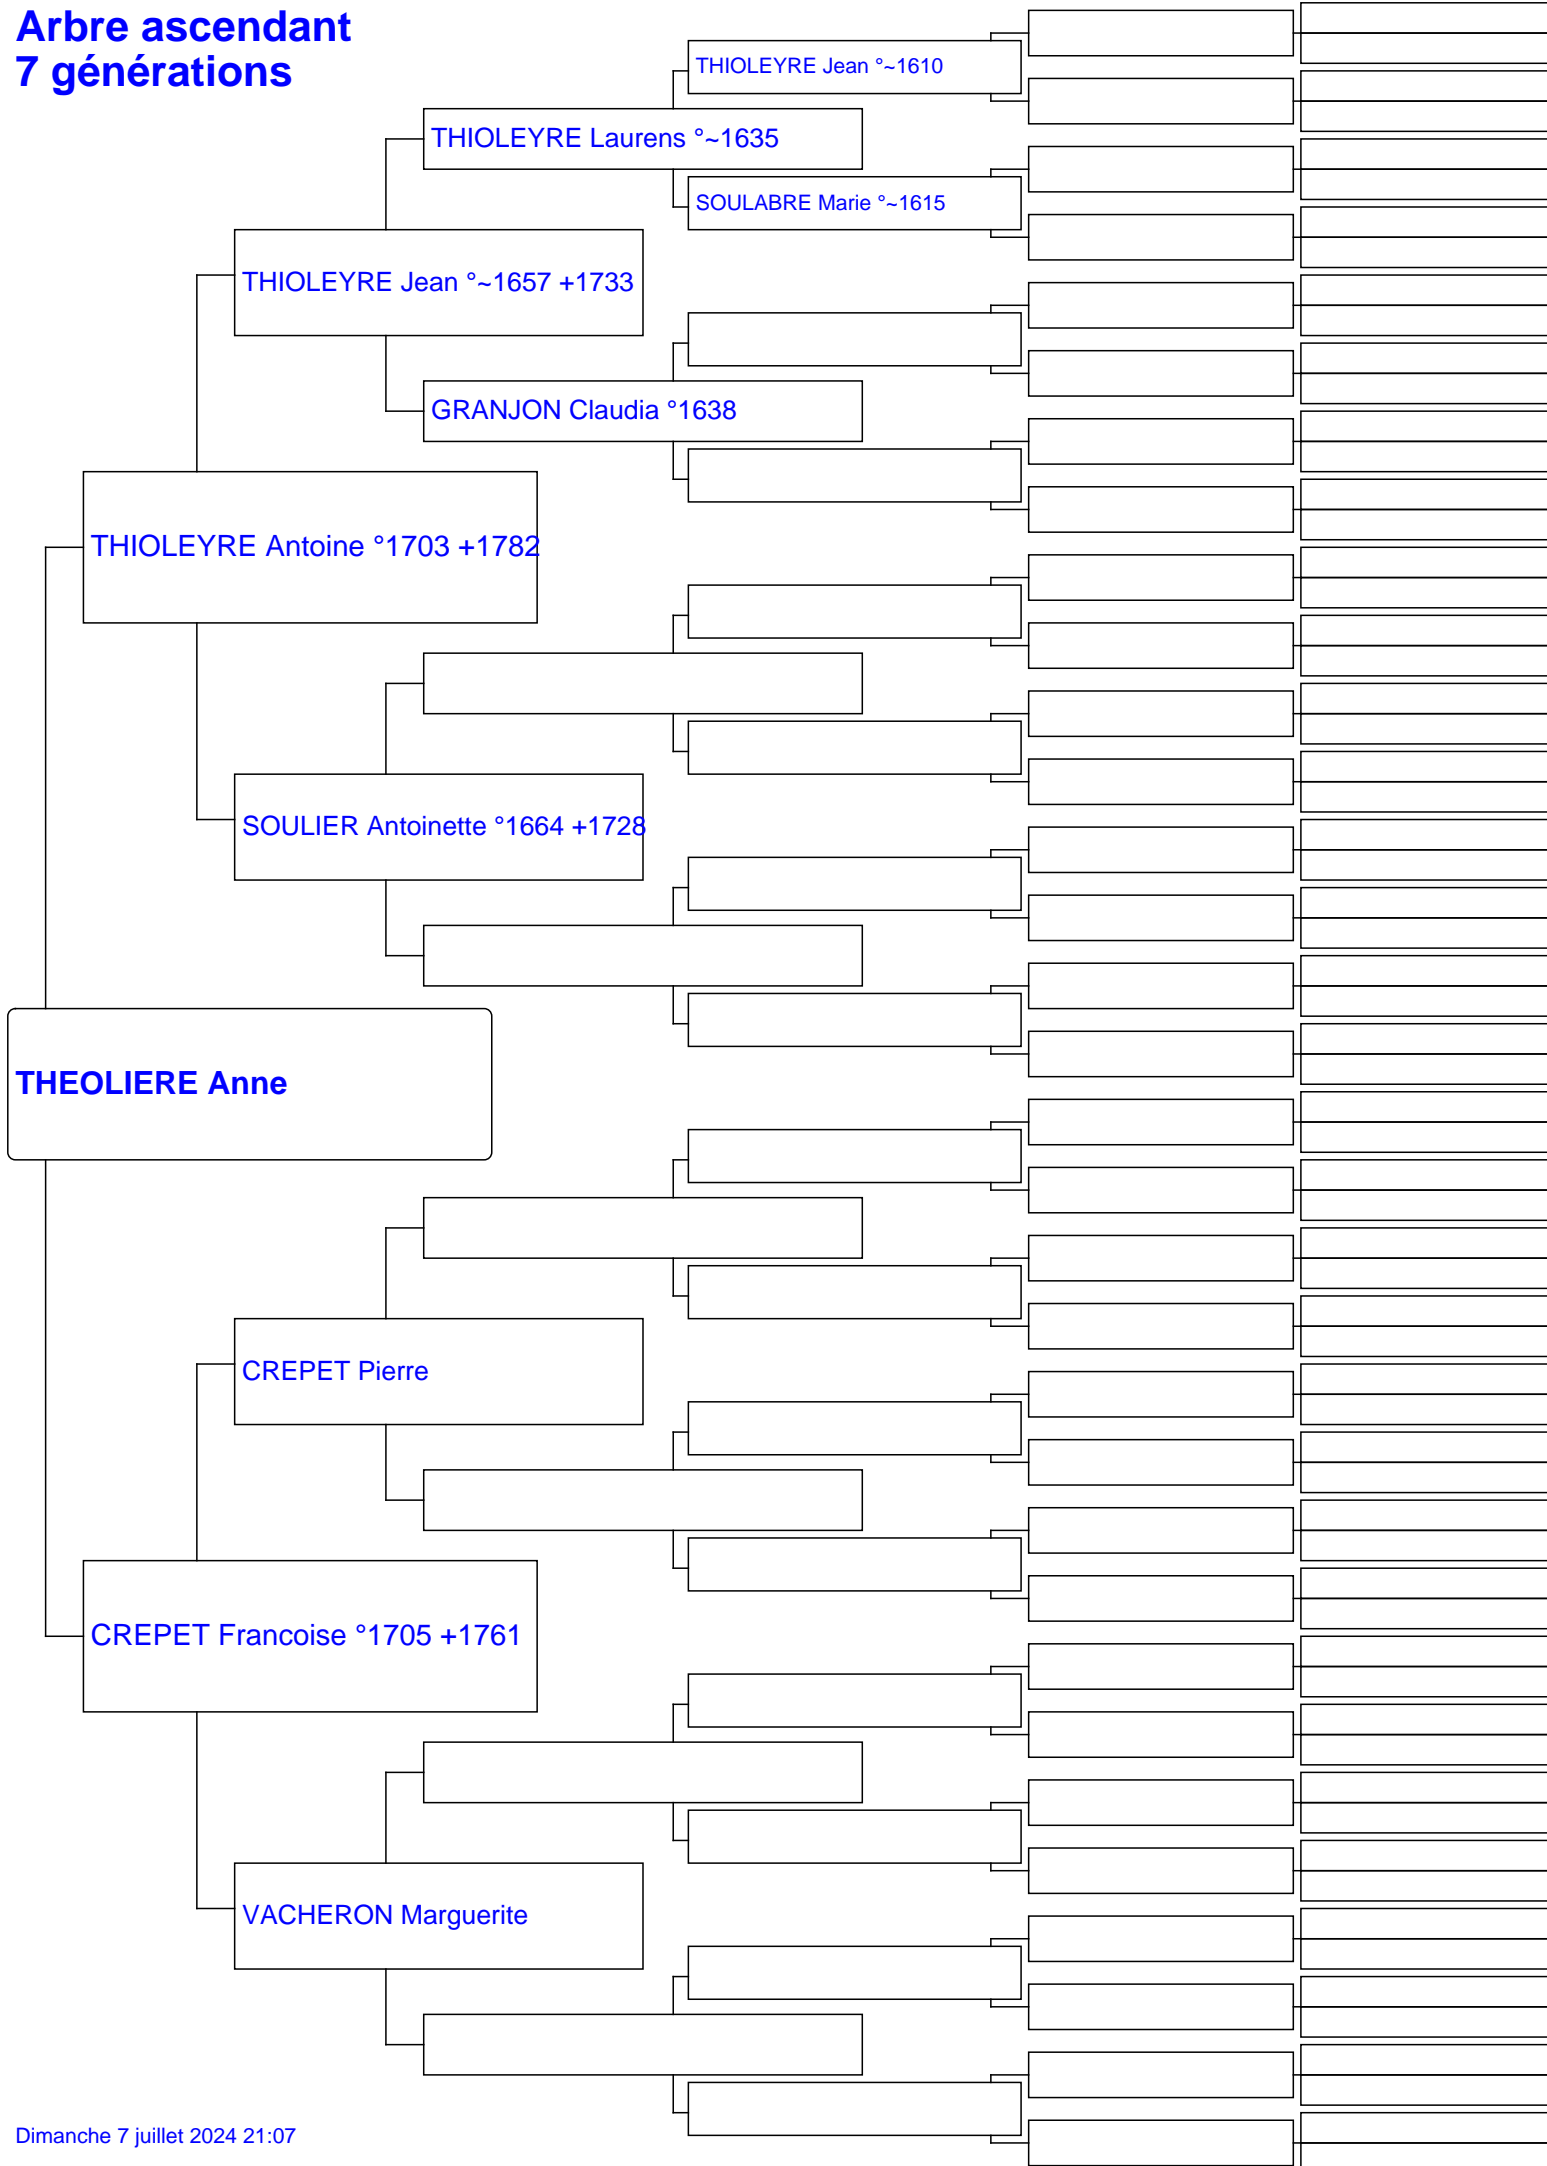 Arbre ascendant
7 générations
THIOLEYRE Jean °~1610
THIOLEYRE Laurens °~1635
SOULABRE Marie °~1615
THIOLEYRE Jean °~1657 +1733
GRANJON Claudia °1638
THIOLEYRE Antoine °1703 +1782
SOULIER Antoinette °1664 +1728
THEOLIERE Anne
CREPET Pierre
CREPET Francoise °1705 +1761
VACHERON Marguerite
Dimanche 7 juillet 2024 21:07